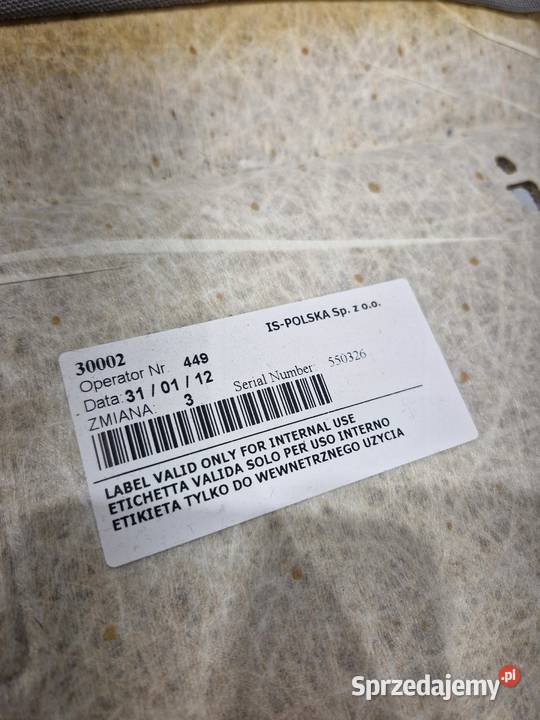 IS-POLSKA Sp. z o.o.
30002
Operator Nr. 449
Data: 31 / 01 / 12
Serial Number 550326
ZMIANA: 3
LABEL VALID ONLY FOR INTERNAL USE
ETICHETTA VALIDA SOLO PER USO INTERNO
ETIKIETA TYLKO DO WEWNETRZNEGO UZYCIA
Sprzedajemy.pl